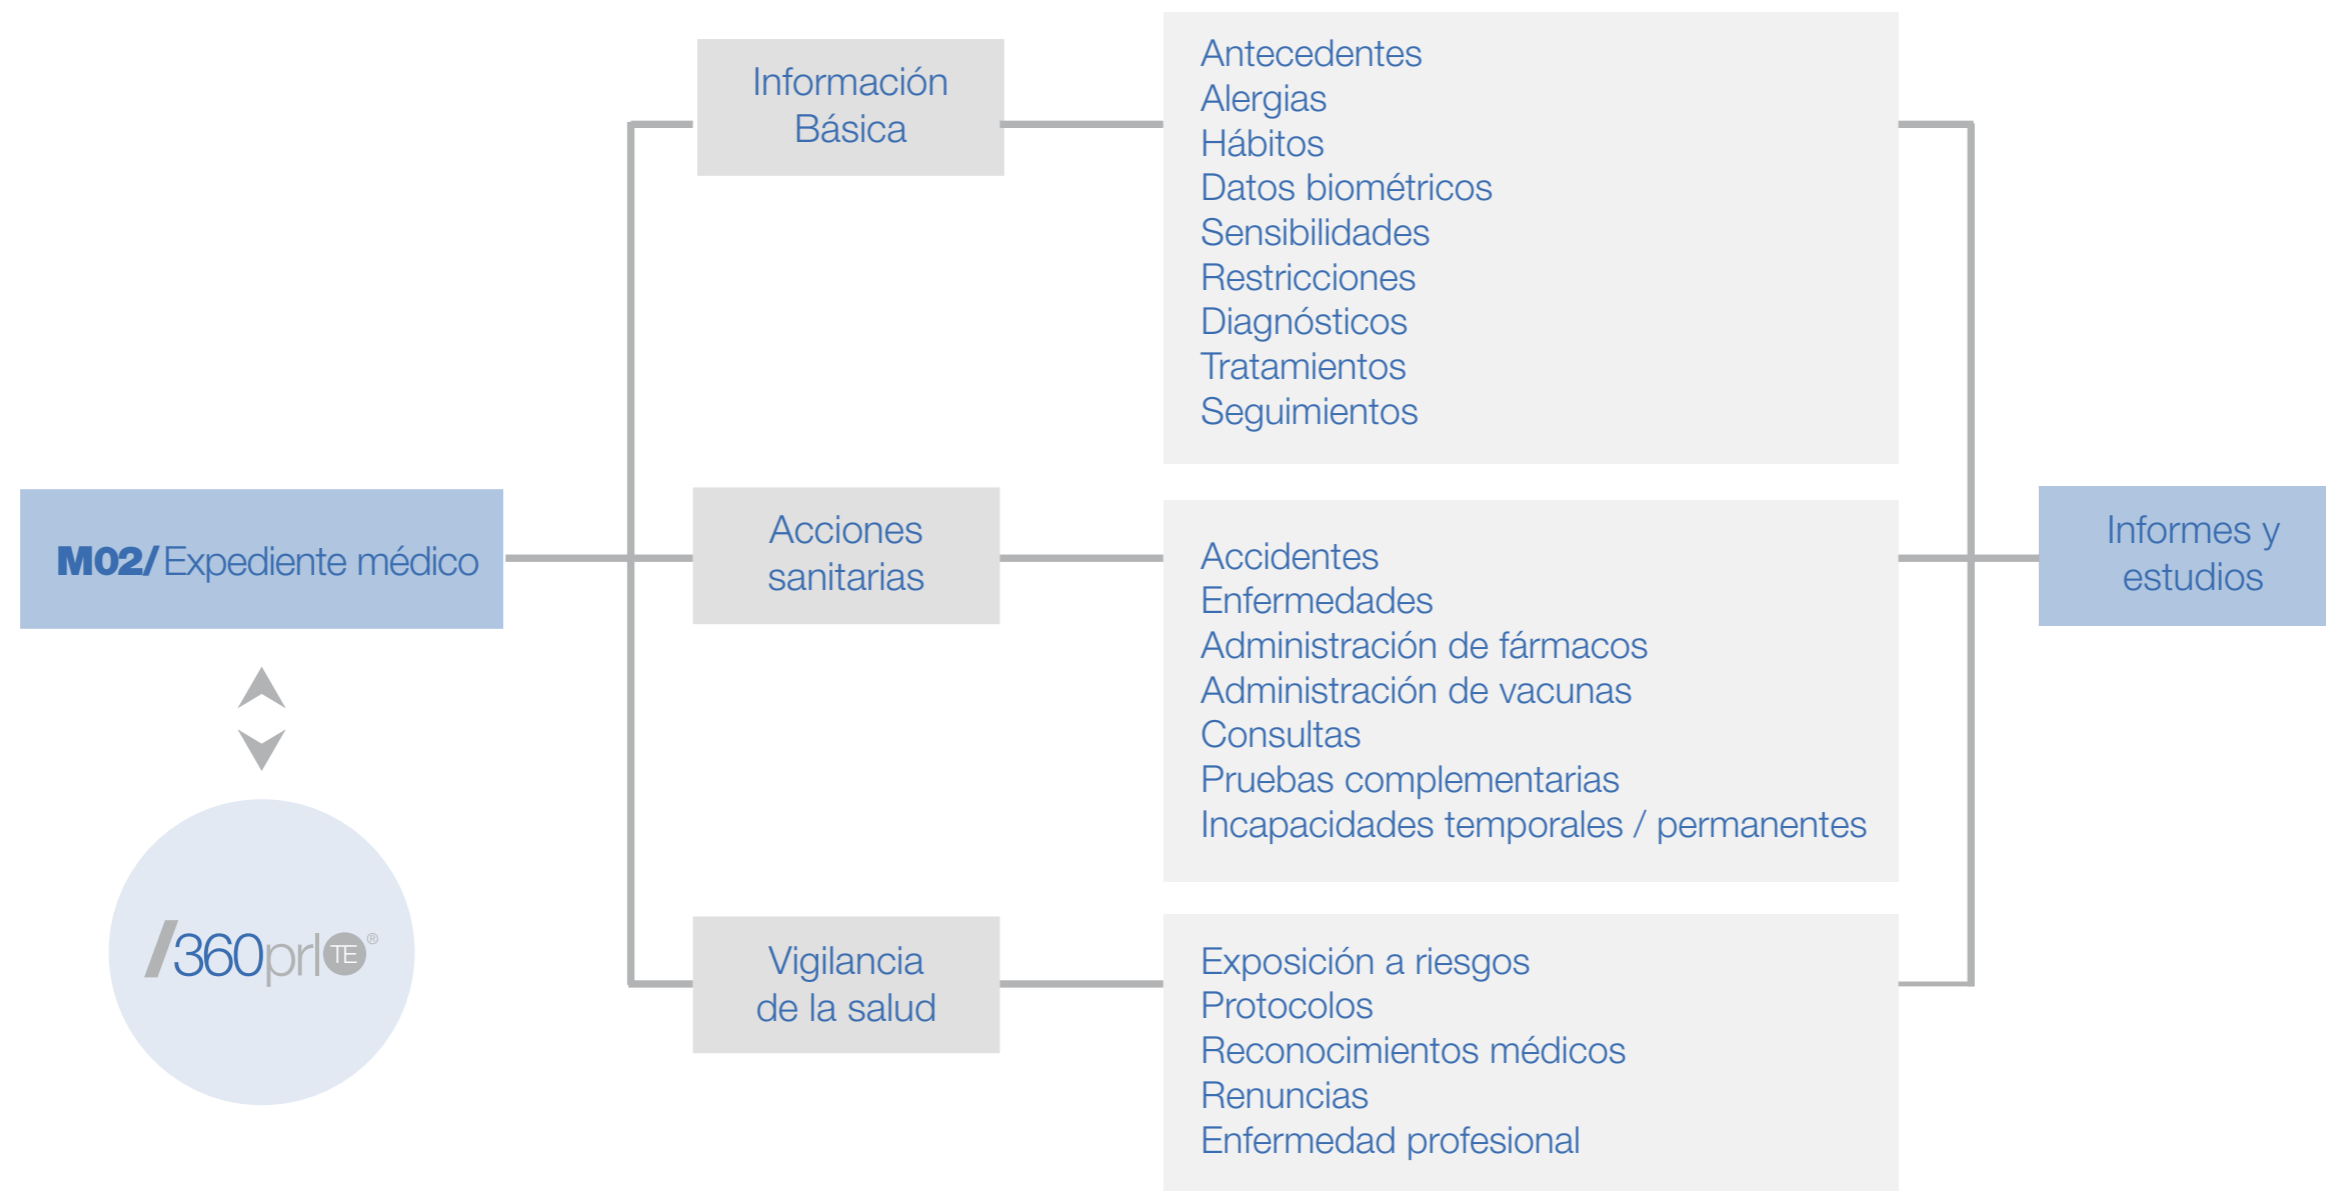 Información
Básica
Antecedentes
Alergias
Hábitos
Datos biométricos
Sensibilidades
Restricciones
Diagnósticos
Tratamientos
Seguimientos
M02/ Expediente médico
Acciones
sanitarias
Accidentes
Enfermedades
Administración de fármacos
Administración de vacunas
Consultas
Pruebas complementarias
Incapacidades temporales / permanentes
Informes y
estudios
/360prl TE®
Vigilancia
de la salud
Exposición a riesgos
Protocolos
Reconocimientos médicos
Renuncias
Enfermedad profesional